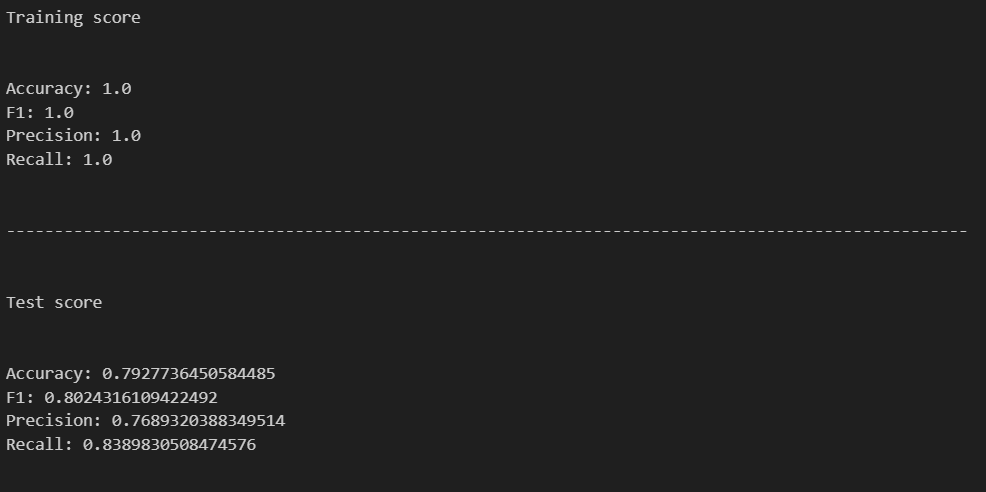 Training score
Accuracy: 1.0
F1: 1.0
Precision: 1.0
Recall: 1.0
----------------------------------------------------------------------------------------------------
Test score
Accuracy: 0.7927736450584485
F1: 0.8024316109422492
Precision: 0.7689320388349514
Recall: 0.8389830508474576